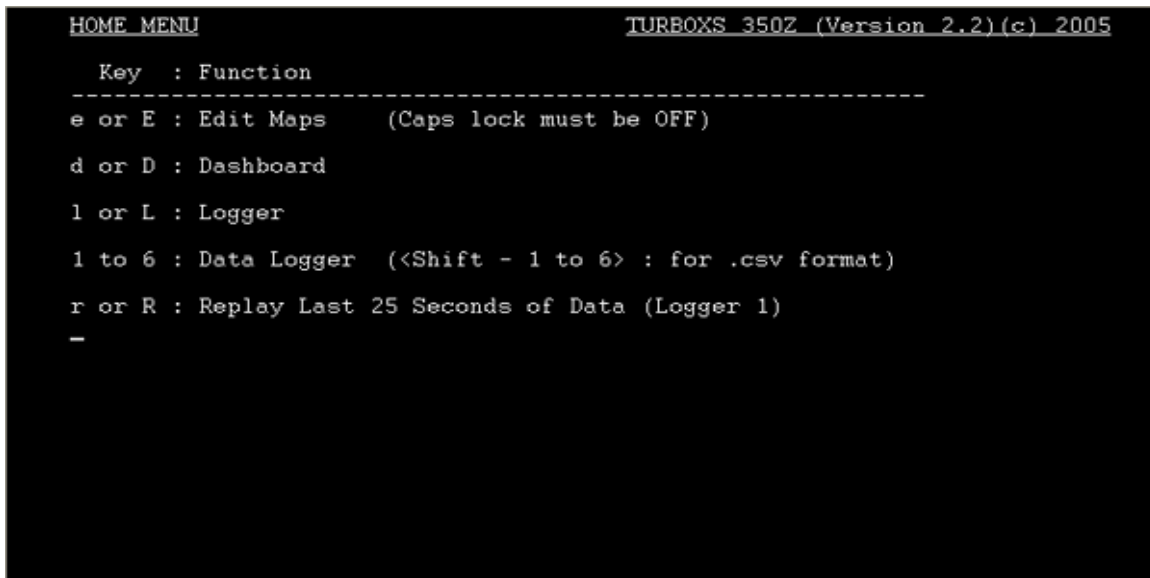 HOME MENU TURBOXS 350Z (Version 2.2)(c) 2005
Key : Function
------------------------------------------------------------
e or E : Edit Maps (Caps lock must be OFF)
d or D : Dashboard
l or L : Logger
1 to 6 : Data Logger (<Shift - 1 to 6> : for .csv format)
r or R : Replay Last 25 Seconds of Data (Logger 1)